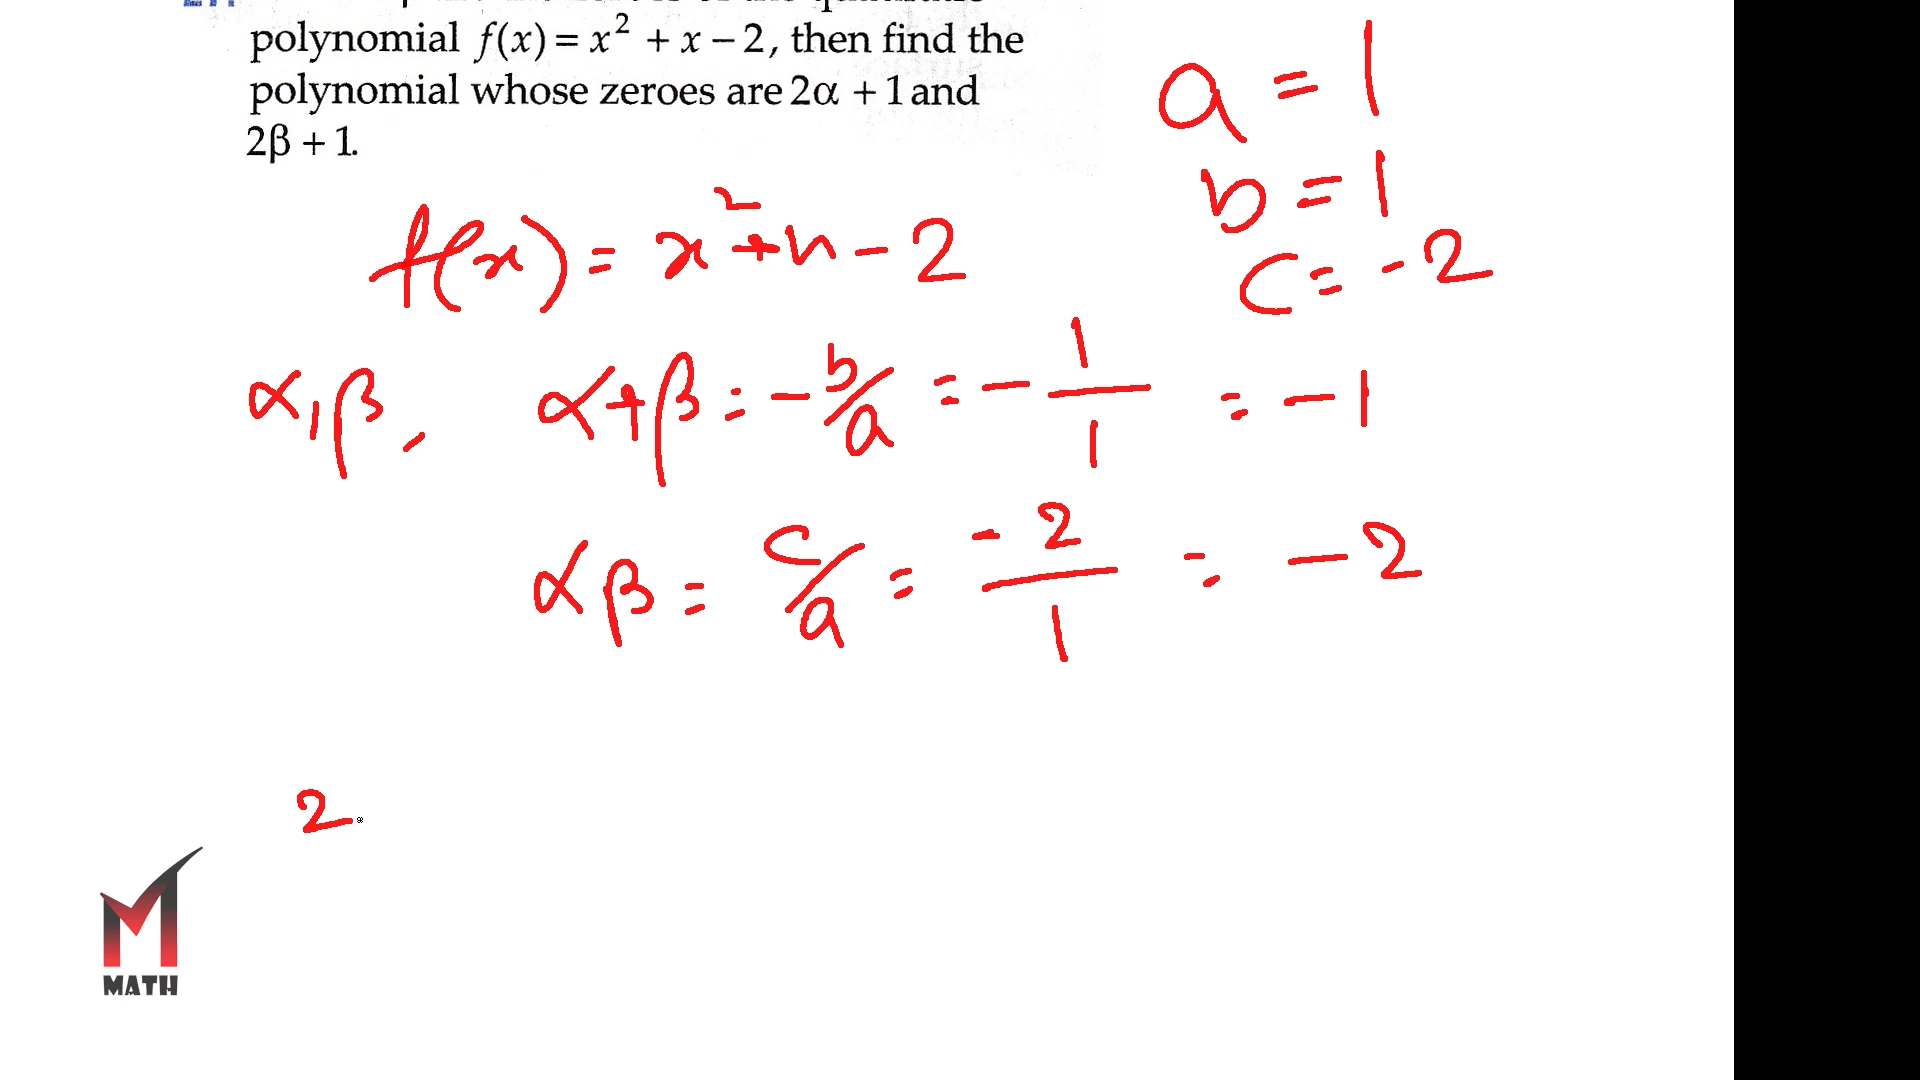 polynomial f(x) = x² + x – 2, then find the
polynomial whose zeroes are 2α + 1 and
2β + 1.
a = 1
b = 1
c = -2
f(x) = x² + x - 2
α, β, α+β = -b/a = -1/1 = -1
αβ = c/a = -2/1 = -2
2
MATH